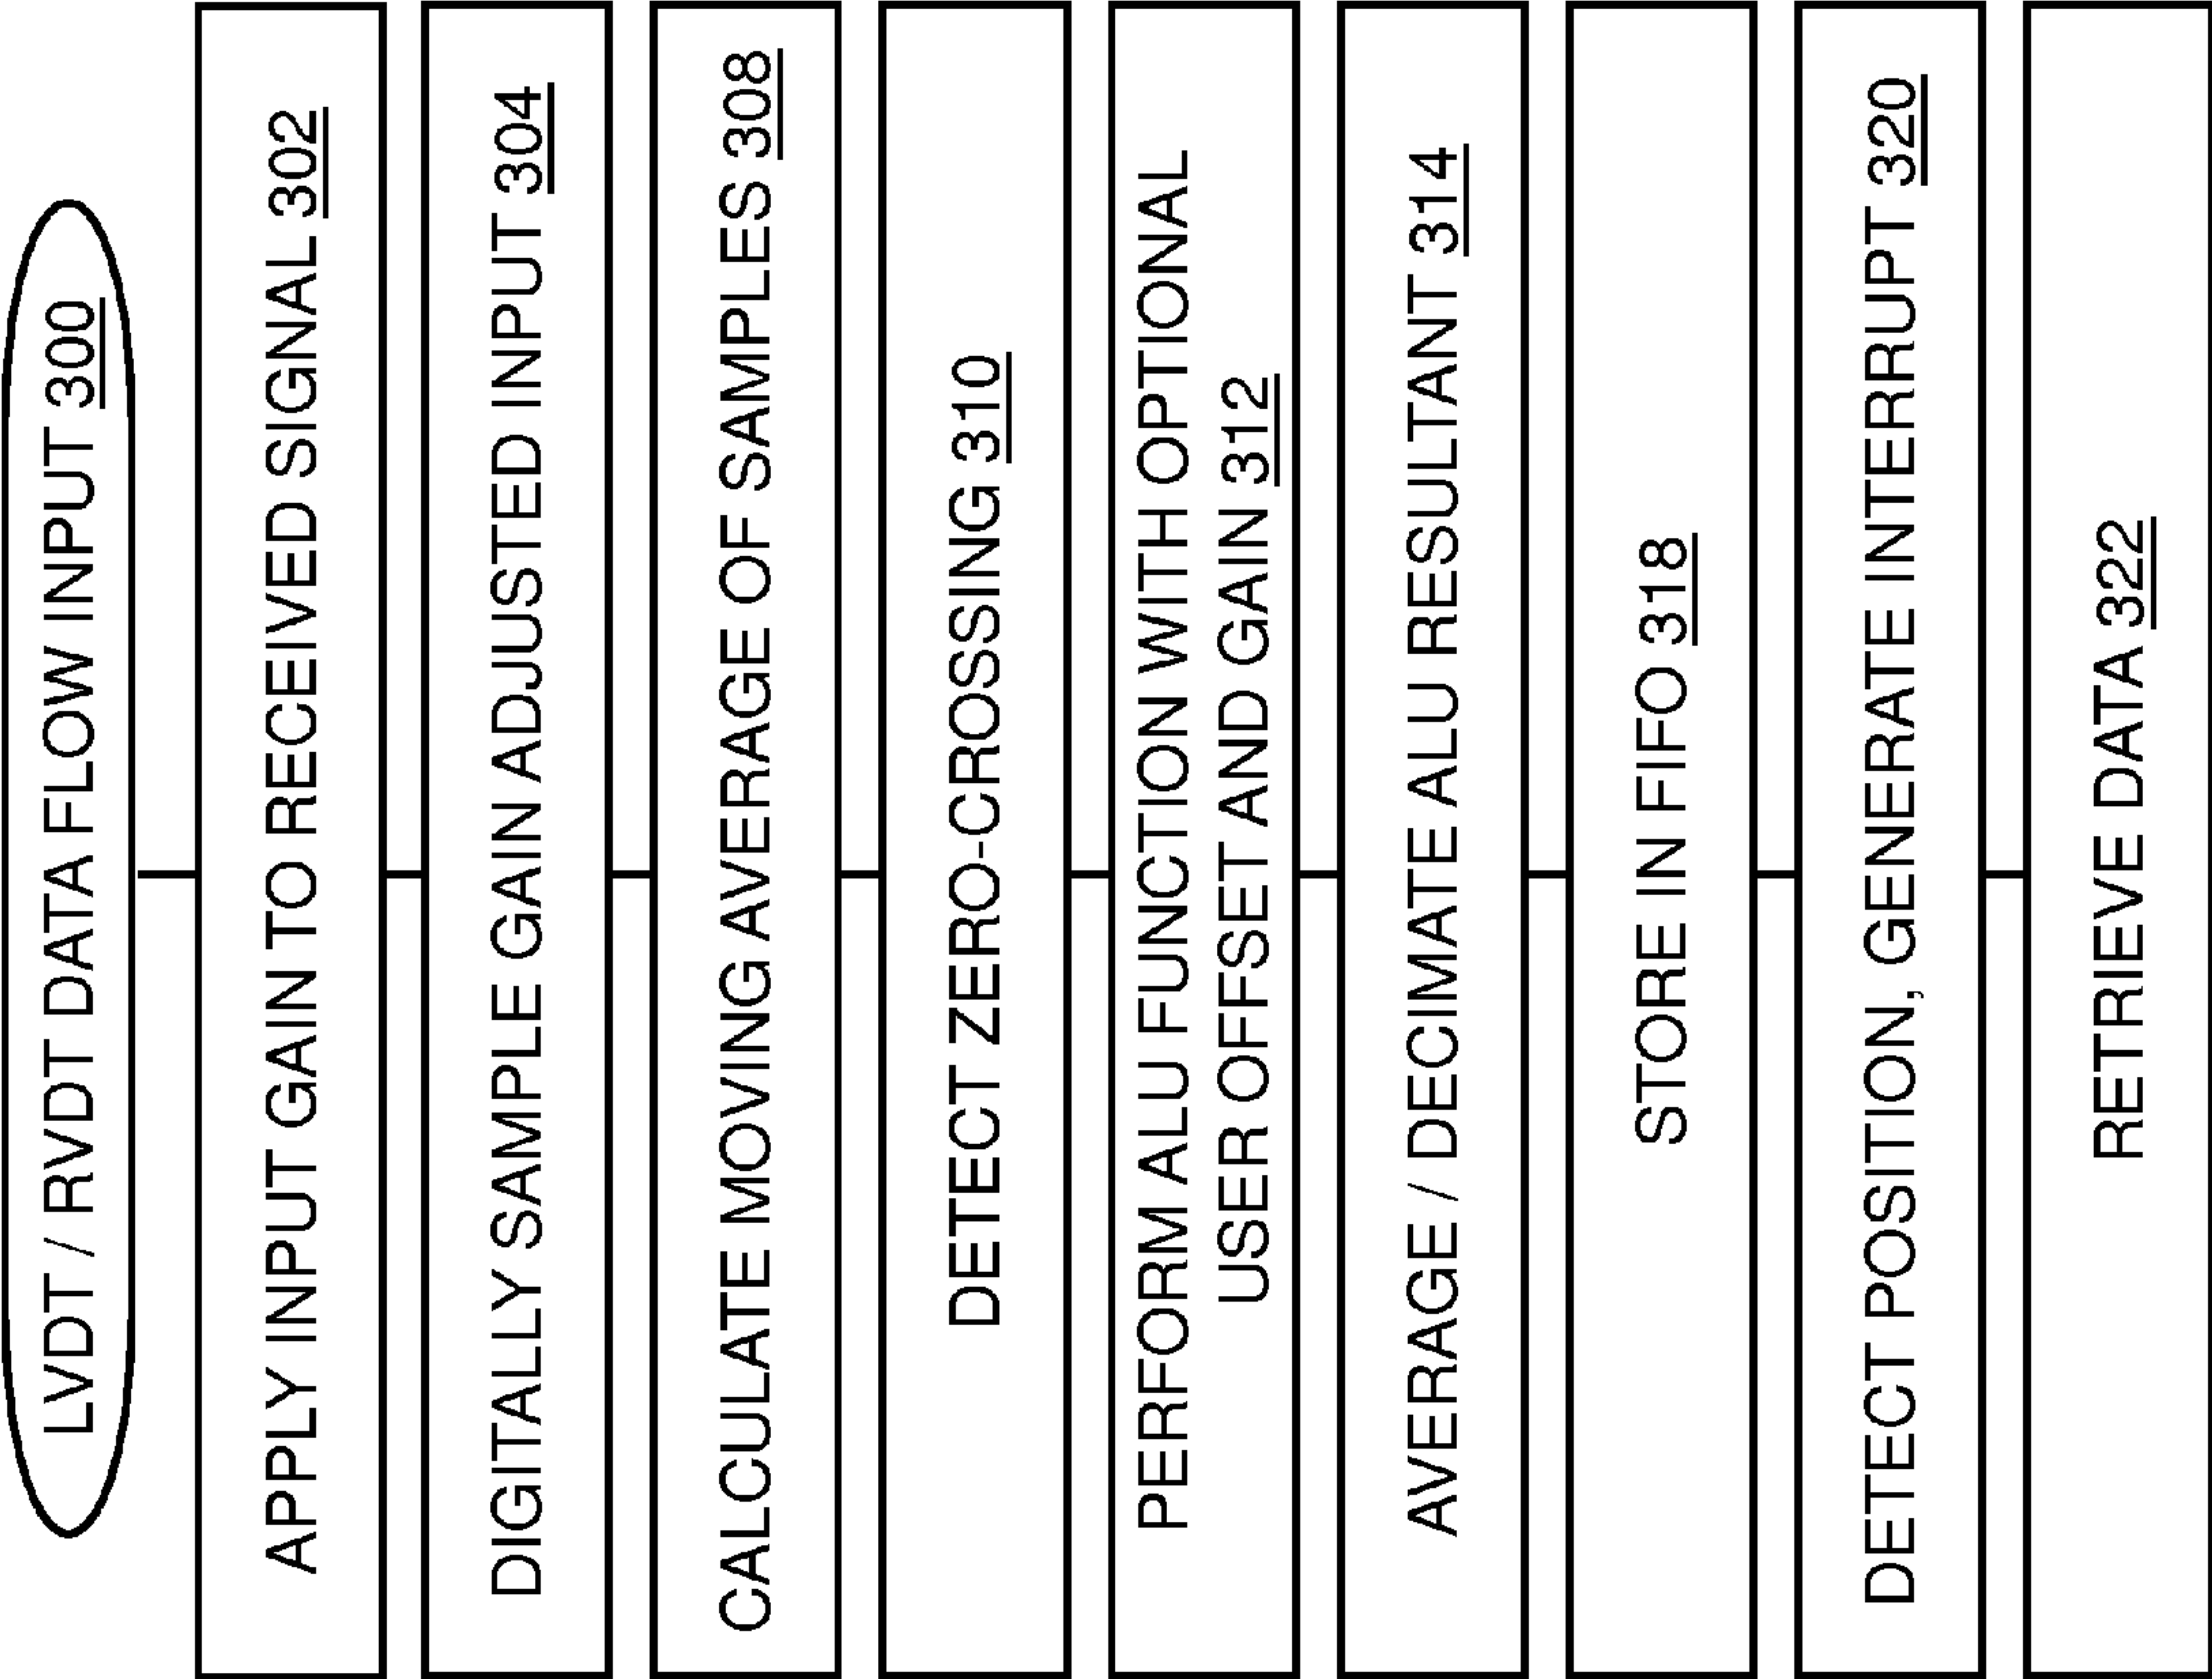 LVDT / RVDT DATA FLOW INPUT 300
APPLY INPUT GAIN TO RECEIVED SIGNAL 302
DIGITALLY SAMPLE GAIN ADJUSTED INPUT 304
CALCULATE MOVING AVERAGE OF SAMPLES 308
DETECT ZERO-CROSSING 310
PERFORM ALU FUNCTION WITH OPTIONAL
USER OFFSET AND GAIN 312
AVERAGE / DECIMATE ALU RESULTANT 314
STORE IN FIFO 318
DETECT POSITION, GENERATE INTERRUPT 320
RETRIEVE DATA 322